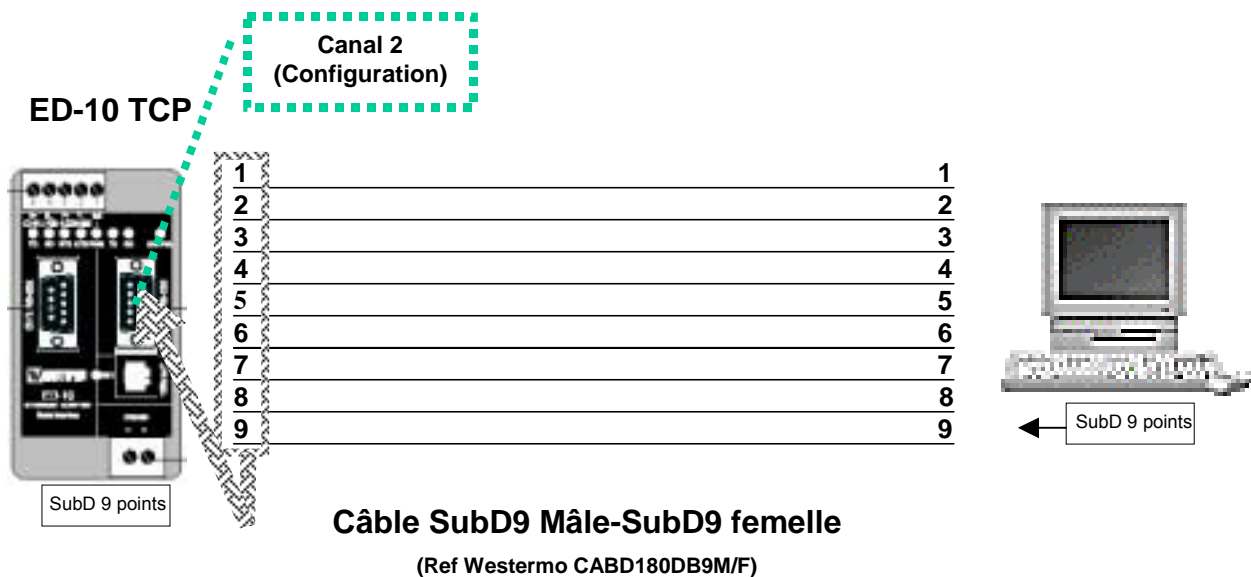 Canal 2
(Configuration)
ED-10 TCP
1 1
2 2
3 3
4 4
5 5
6 6
7 7
8 8
9 9
ED-10
SubD 9 points
SubD 9 points
Câble SubD9 Mâle-SubD9 femelle
(Ref Westermo CABD180DB9M/F)